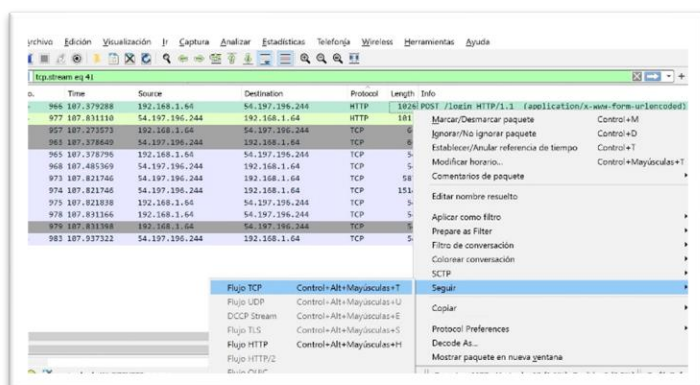 rchivo Edición Visualización Ir Captura Analizar Estadísticas Telefonía Wireless Herramientas Ayuda
tcp.stream eq 41
o. Time Source Destination Protocol Length Info
966 107.379288 192.168.1.64 54.197.196.244 HTTP 1026 POST /login HTTP/1.1 (application/x-www-form-urlencoded)
977 107.831110 54.197.196.244 192.168.1.64 HTTP 101
957 107.273573 192.168.1.64 54.197.196.244 TCP 6
963 107.378649 54.197.196.244 192.168.1.64 TCP 6
965 107.378796 192.168.1.64 54.197.196.244 TCP 5
968 107.485369 54.197.196.244 192.168.1.64 TCP 5
973 107.821746 54.197.196.244 192.168.1.64 TCP 58
974 107.821746 54.197.196.244 192.168.1.64 TCP 151
975 107.821838 192.168.1.64 54.197.196.244 TCP 5
978 107.831166 192.168.1.64 54.197.196.244 TCP 5
979 107.831398 192.168.1.64 54.197.196.244 TCP 5
983 107.937322 54.197.196.244 192.168.1.64 TCP 5
Marcar/Desmarcar paquete Control+M
Ignorar/No ignorar paquete Control+D
Establecer/Anular referencia de tiempo Control+T
Modificar horario... Control+Mayúsculas+T
Comentarios de paquete
Editar nombre resuelto
Aplicar como filtro
Prepare as Filter
Filtro de conversación
Colorear conversación
SCTP
Seguir
Copiar
Protocol Preferences
Decode As...
Mostrar paquete en nueva ventana
Flujo TCP Control+Alt+Mayúsculas+T
Flujo UDP Control+Alt+Mayúsculas+U
DCCP Stream Control+Alt+Mayúsculas+E
Flujo TLS Control+Alt+Mayúsculas+S
Flujo HTTP Control+Alt+Mayúsculas+H
Flujo HTTP/2
Flujo QUIC